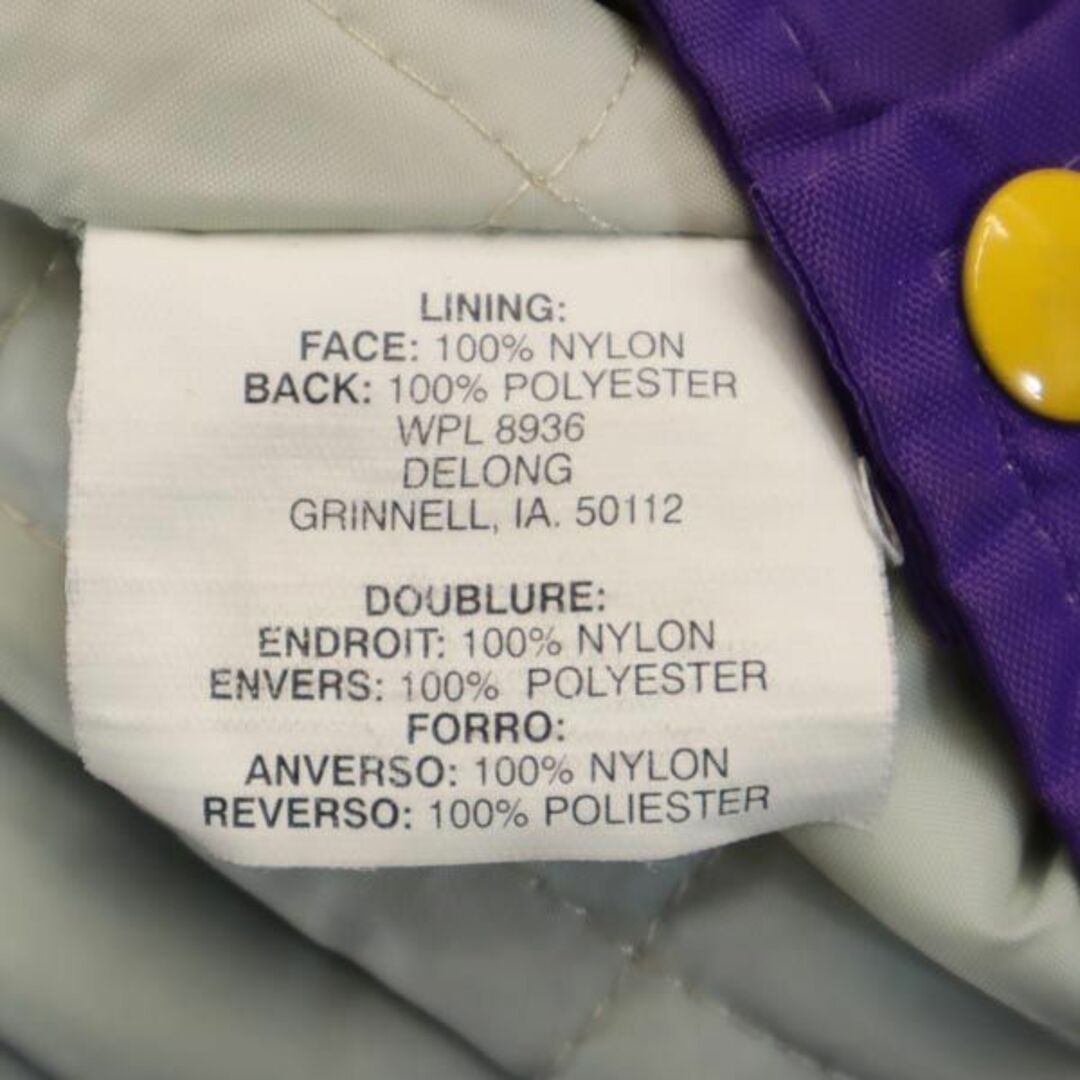 LINING:
FACE: 100% NYLON
BACK: 100% POLYESTER
WPL 8936
DELONG
GRINNELL, IA. 50112
DOUBLURE:
ENDROIT: 100% NYLON
ENVERS: 100% POLYESTER
FORRO:
ANVERSO: 100% NYLON
REVERSO: 100% POLIESTER